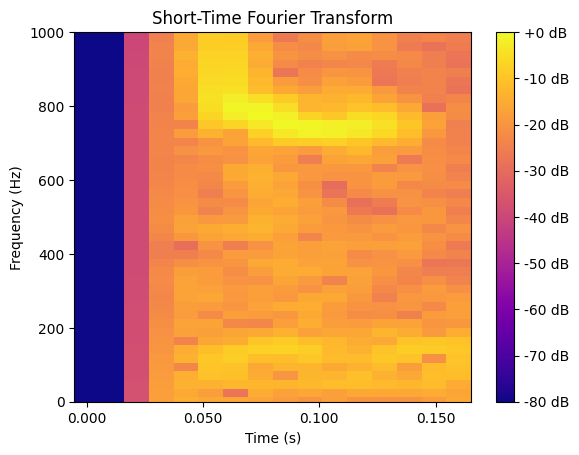 Short-Time Fourier Transform
Frequency (Hz)
1000
800
600
400
200
0
0.000
0.050
0.100
0.150
Time (s)
+0 dB
-10 dB
-20 dB
-30 dB
-40 dB
-50 dB
-60 dB
-70 dB
-80 dB